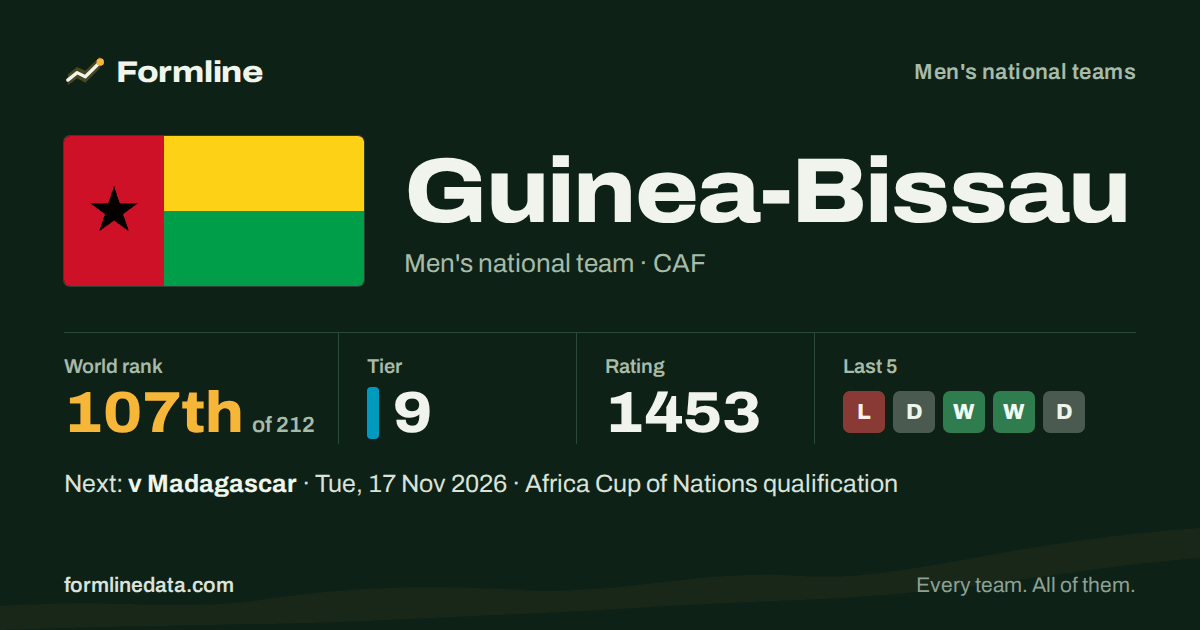 Formline
Men's national teams
Guinea-Bissau
Men's national team · CAF
World rank
107th of 212
Tier
9
Rating
1453
Last 5
L D W W D
Next: v Madagascar · Tue, 17 Nov 2026 · Africa Cup of Nations qualification
formlinedata.com
Every team. All of them.